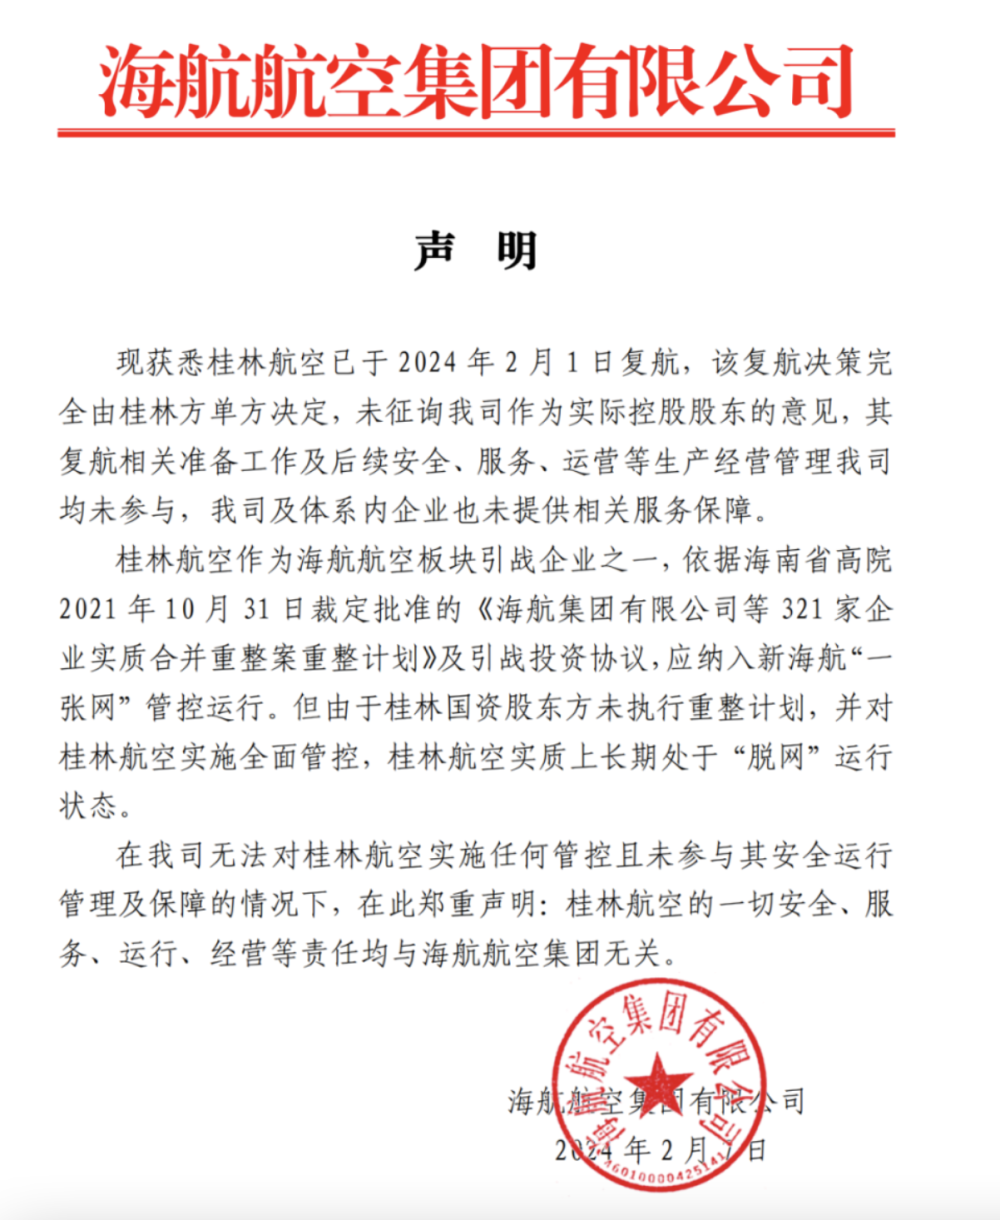 海航航空集团有限公司
声 明
现获悉桂林航空已于 2024 年 2 月 1 日复航，该复航决策完
全由桂林方单方决定，未征询我司作为实际控股股东的意见，其
复航相关准备工作及后续安全、服务、运营等生产经营管理我司
均未参与，我司及体系内企业也未提供相关服务保障。
桂林航空作为海航航空板块引战企业之一，依据海南省高院
2021 年 10 月 31 日裁定批准的《海航集团有限公司等 321 家企
业实质合并重整案重整计划》及引战投资协议，应纳入新海航“一
张网”管控运行。但由于桂林国资股东方未执行重整计划，并对
桂林航空实施全面管控，桂林航空实质上长期处于“脱网”运行
状态。
在我司无法对桂林航空实施任何管控且未参与其安全运行
管理及保障的情况下，在此郑重声明：桂林航空的一切安全、服
务、运行、经营等责任均与海航航空集团无关。
海航航空集团有限公司
海航航空集团有限公司
2024 年 2 月 7 日